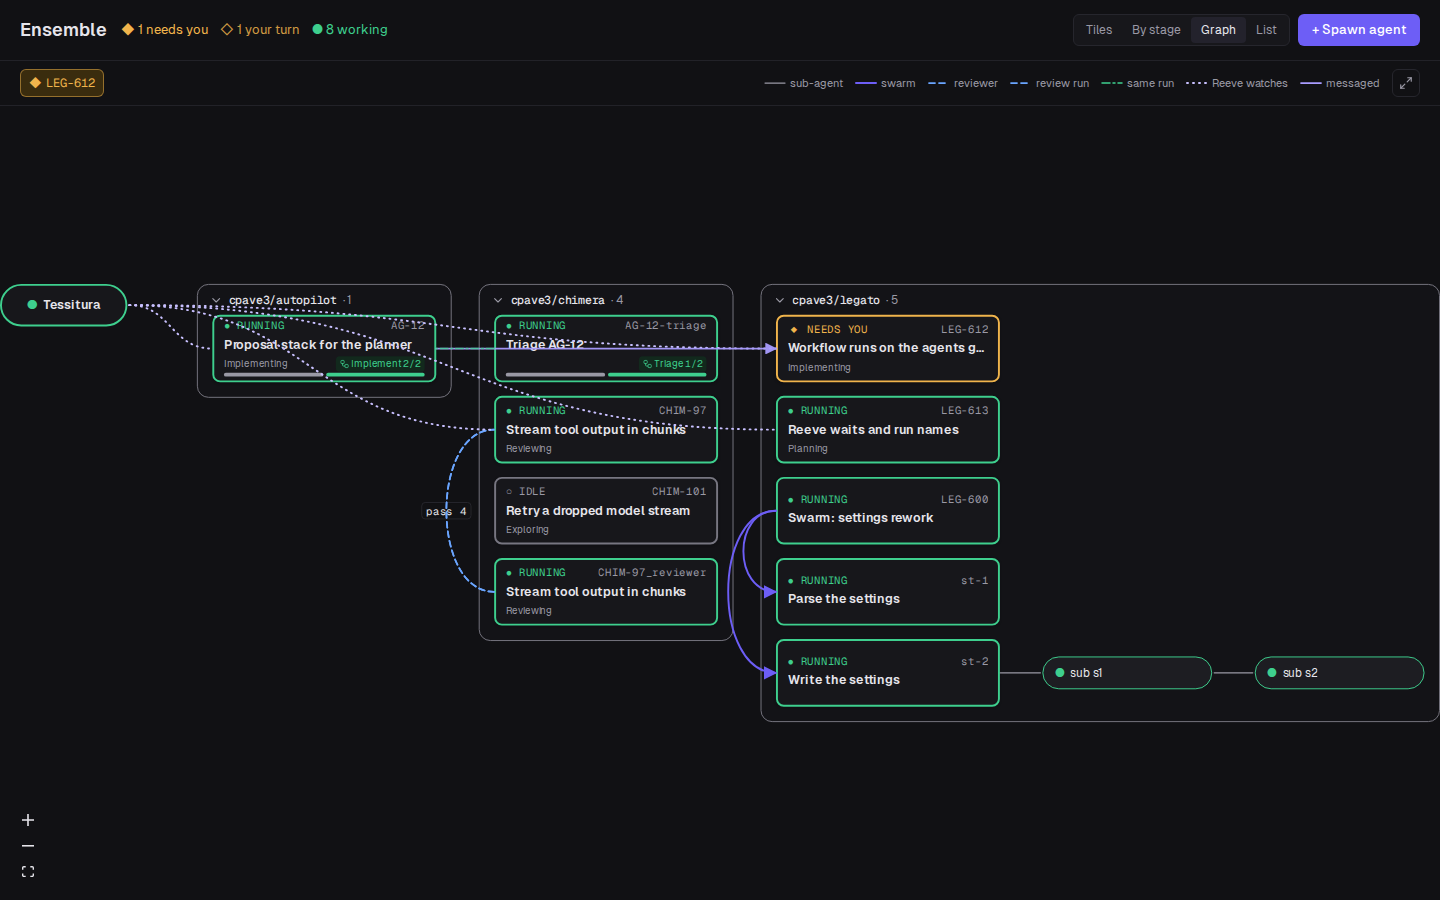 Ensemble
1 needs you
1 your turn
8 working
Tiles
By stage
Graph
List
+ Spawn agent
LEG-612
sub-agent
swarm
reviewer
review run
same run
Reeve watches
messaged
Tessitura
cpave3/autopilot · 1
RUNNING AG-12
Proposal stack for the planner
Implementing
Implement 2/2
cpave3/chimera · 4
RUNNING AG-12-triage
Triage AG-12
Triage 1/2
RUNNING CHIM-97
Stream tool output in chunks
Reviewing
IDLE CHIM-101
Retry a dropped model stream
Exploring
RUNNING CHIM-97_reviewer
Stream tool output in chunks
Reviewing
pass 4
cpave3/legato · 5
NEEDS YOU LEG-612
Workflow runs on the agents g…
Implementing
RUNNING LEG-613
Reeve waits and run names
Planning
RUNNING LEG-600
Swarm: settings rework
RUNNING st-1
Parse the settings
RUNNING st-2
Write the settings
sub s1
sub s2